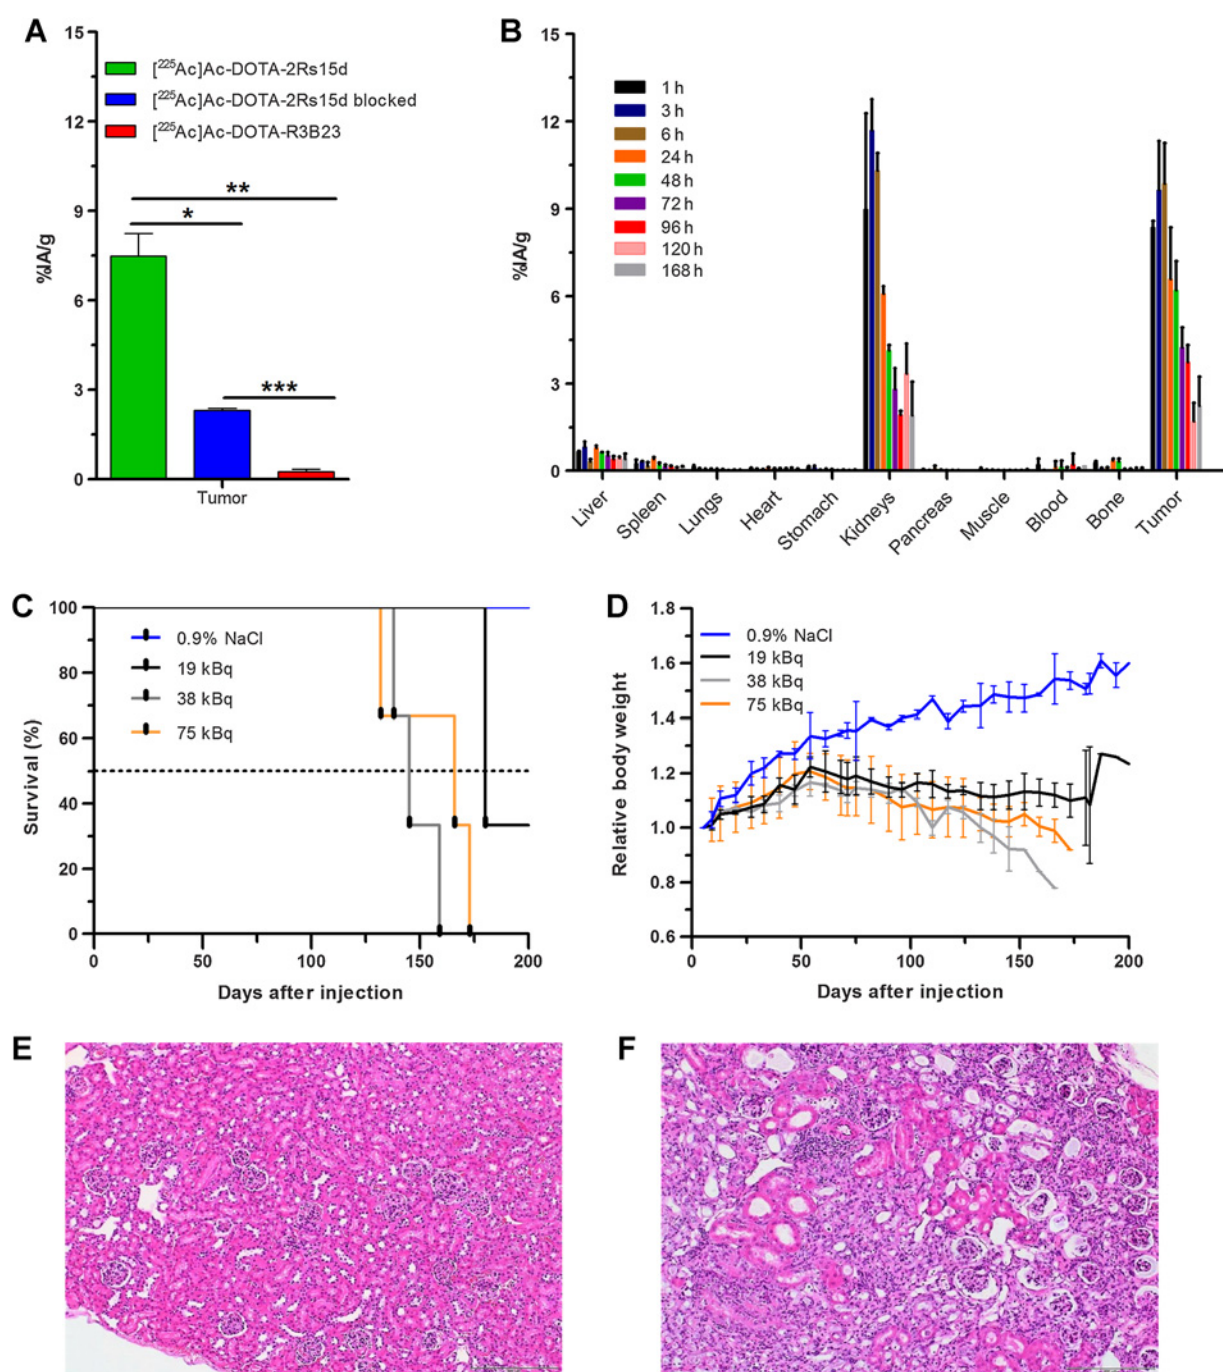 A
15
12
9
6
3
0
%IA/g
[²²⁵Ac]Ac-DOTA-2Rs15d
[²²⁵Ac]Ac-DOTA-2Rs15d blocked
[²²⁵Ac]Ac-DOTA-R3B23
**
*
***
Tumor
B
15
12
9
6
3
0
%IA/g
1 h
3 h
6 h
24 h
48 h
72 h
96 h
120 h
168 h
Liver
Spleen
Lungs
Heart
Stomach
Kidneys
Pancreas
Muscle
Blood
Bone
Tumor
C
100
80
60
40
20
0
Survival (%)
0.9% NaCl
19 kBq
38 kBq
75 kBq
0 50 100 150 200
Days after injection
D
1.8
1.6
1.4
1.2
1.0
0.8
0.6
Relative body weight
0.9% NaCl
19 kBq
38 kBq
75 kBq
0 50 100 150 200
Days after injection
E
F